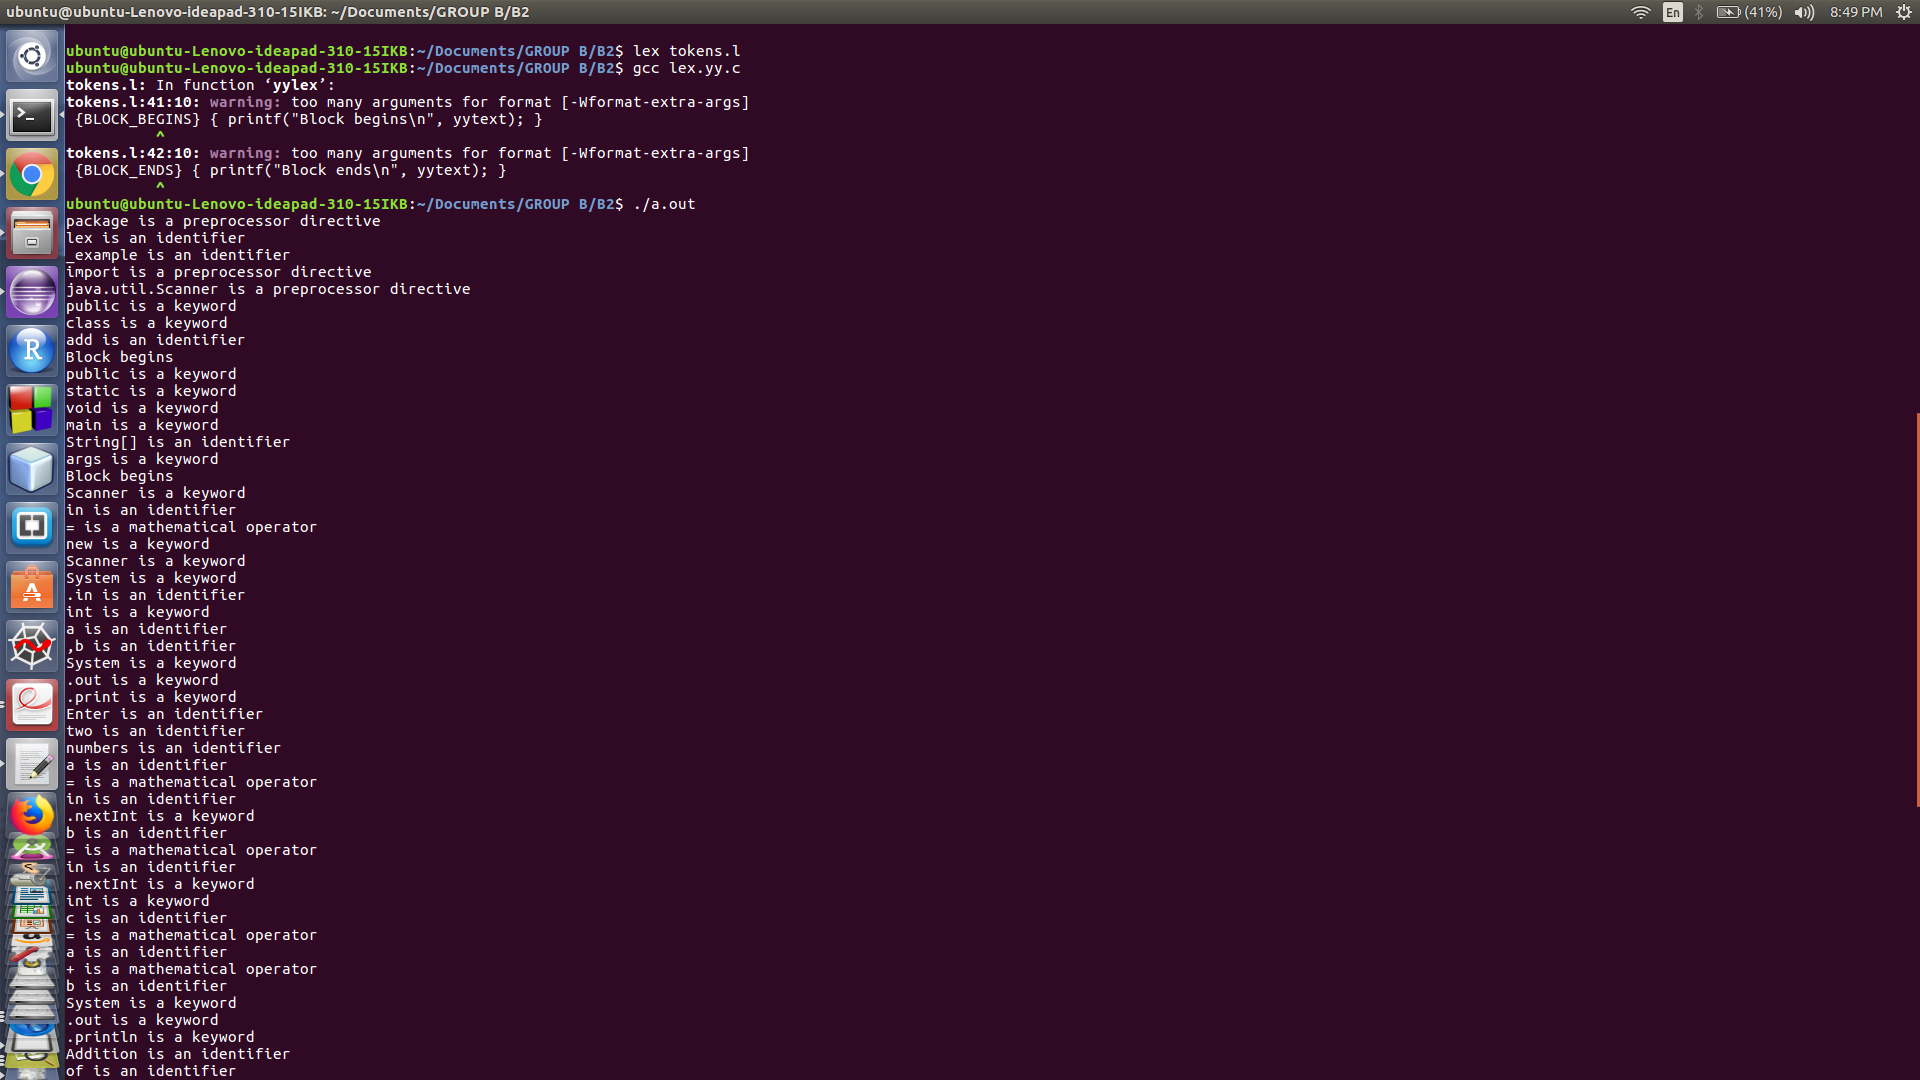 ubuntu@ubuntu-Lenovo-ideapad-310-15IKB: ~/Documents/GROUP B/B2
En
(41%)
8:49 PM
ubuntu@ubuntu-Lenovo-ideapad-310-15IKB:~/Documents/GROUP B/B2$ lex tokens.l
ubuntu@ubuntu-Lenovo-ideapad-310-15IKB:~/Documents/GROUP B/B2$ gcc lex.yy.c
tokens.l: In function ‘yylex’:
tokens.l:41:10: warning: too many arguments for format [-Wformat-extra-args]
{BLOCK_BEGINS} { printf("Block begins\n", yytext); }
^
tokens.l:42:10: warning: too many arguments for format [-Wformat-extra-args]
{BLOCK_ENDS} { printf("Block ends\n", yytext); }
^
ubuntu@ubuntu-Lenovo-ideapad-310-15IKB:~/Documents/GROUP B/B2$ ./a.out
package is a preprocessor directive
lex is an identifier
_example is an identifier
import is a preprocessor directive
java.util.Scanner is a preprocessor directive
public is a keyword
class is a keyword
add is an identifier
Block begins
public is a keyword
static is a keyword
void is a keyword
main is a keyword
String[] is an identifier
args is a keyword
Block begins
Scanner is a keyword
in is an identifier
= is a mathematical operator
new is a keyword
Scanner is a keyword
System is a keyword
.in is an identifier
int is a keyword
a is an identifier
,b is an identifier
System is a keyword
.out is a keyword
.print is a keyword
Enter is an identifier
two is an identifier
numbers is an identifier
a is an identifier
= is a mathematical operator
in is an identifier
.nextInt is a keyword
b is an identifier
= is a mathematical operator
in is an identifier
.nextInt is a keyword
int is a keyword
c is an identifier
= is a mathematical operator
a is an identifier
+ is a mathematical operator
b is an identifier
System is a keyword
.out is a keyword
.println is a keyword
Addition is an identifier
of is an identifier
R